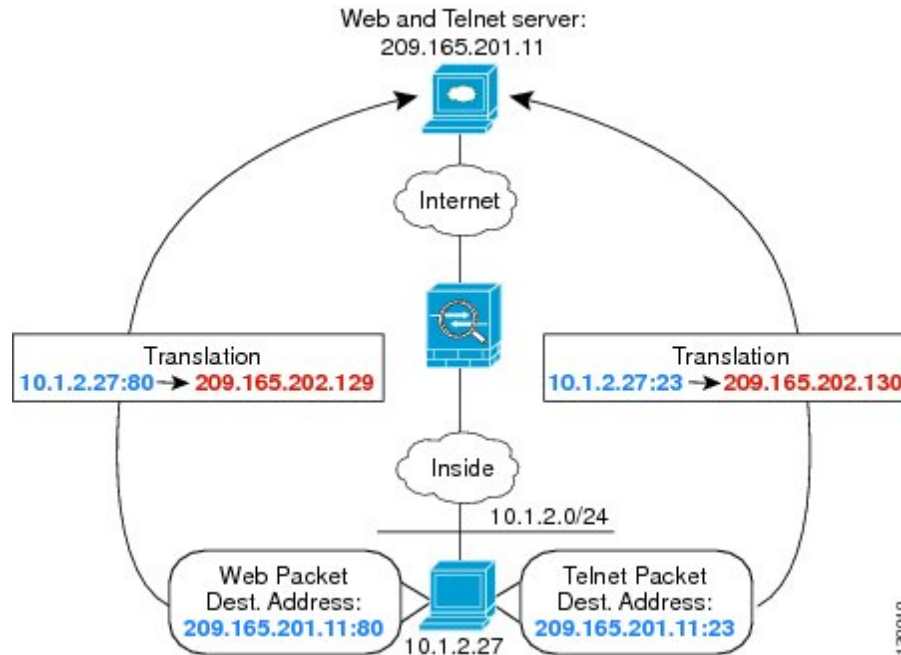 Web and Telnet server:
209.165.201.11
Internet
Translation
10.1.2.27:80 → 209.165.202.129
Translation
10.1.2.27:23 → 209.165.202.130
Inside
10.1.2.0/24
Web Packet
Dest. Address:
209.165.201.11:80
Telnet Packet
Dest. Address:
209.165.201.11:23
10.1.2.27